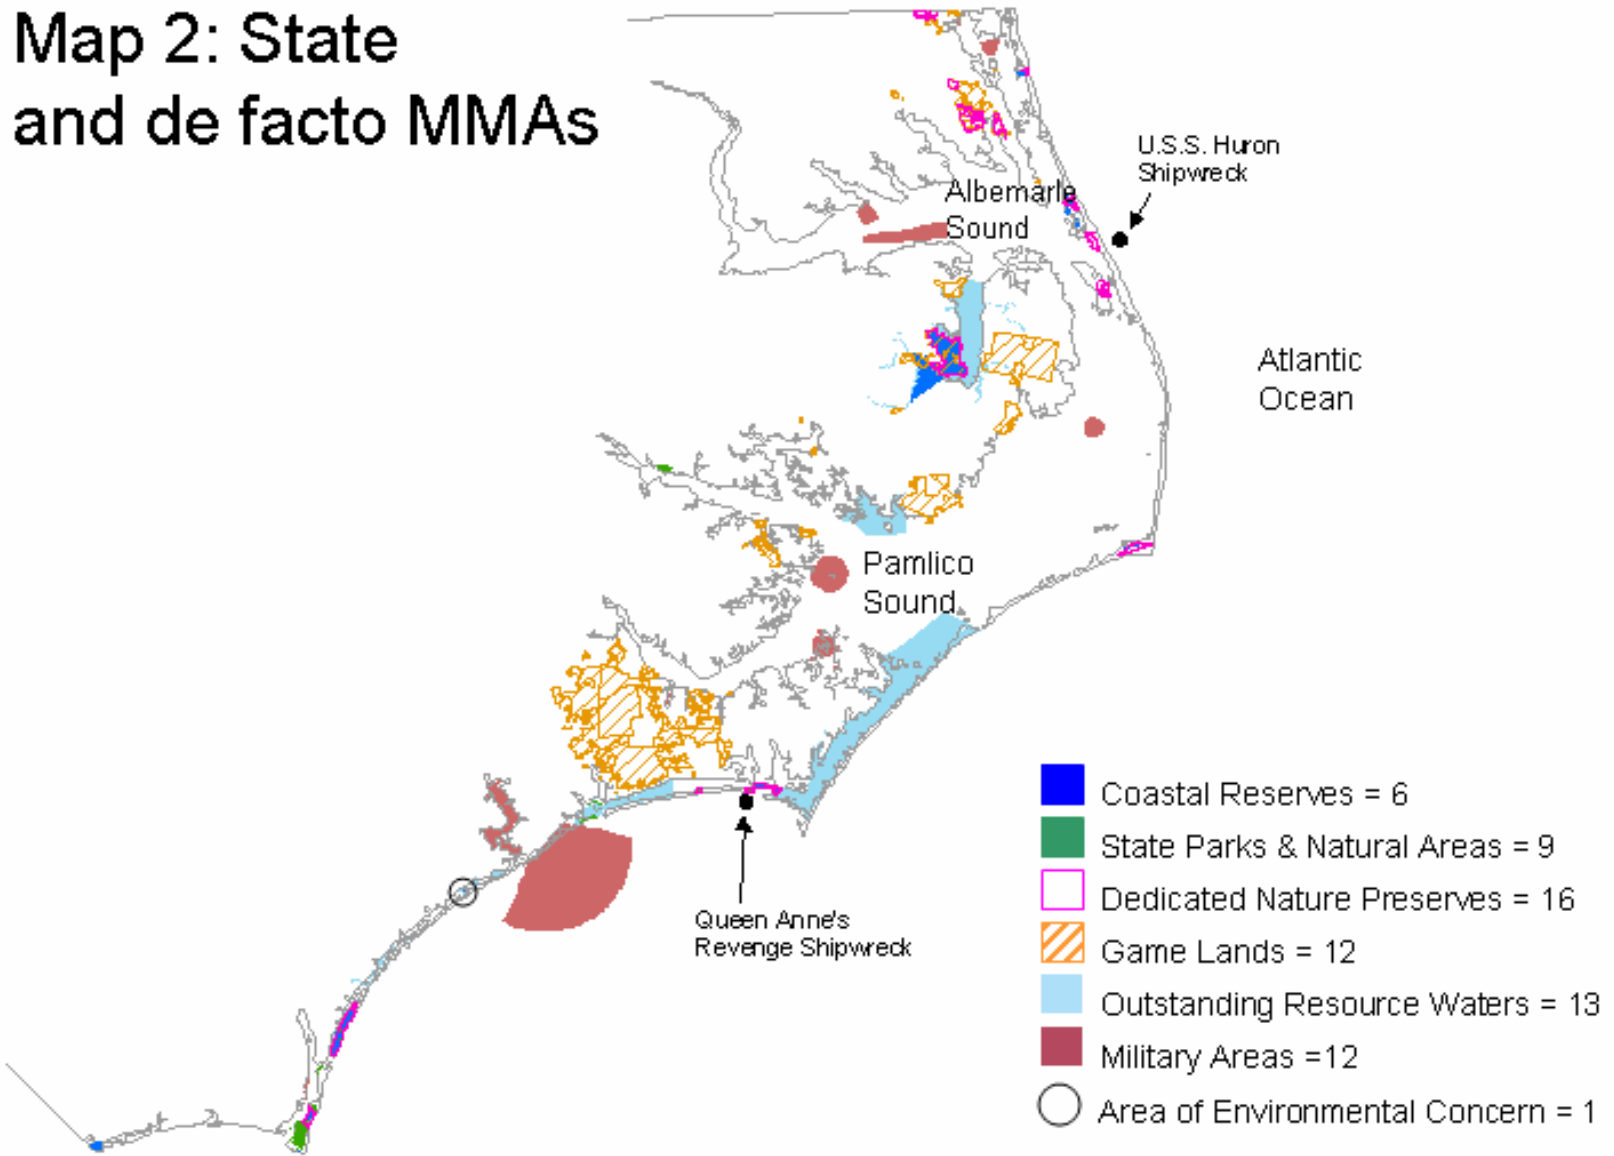 Map 2: State
and de facto MMAs
U.S.S. Huron
Shipwreck
Albemarle
Sound
Atlantic
Ocean
Pamlico
Sound
Queen Anne's
Revenge Shipwreck
Coastal Reserves = 6
State Parks & Natural Areas = 9
Dedicated Nature Preserves = 16
Game Lands = 12
Outstanding Resource Waters = 13
Military Areas =12
Area of Environmental Concern = 1